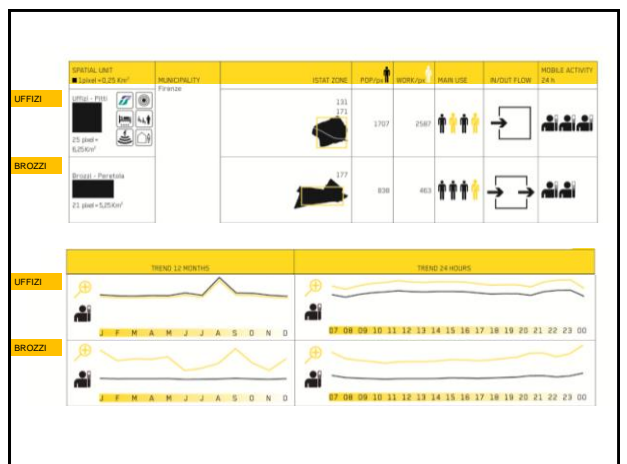 SPATIAL UNIT
1pixel =0,25 Km²
MUNICIPALITY
ISTAT ZONE
POP/px
WORK/px
MAIN USE
IN/OUT FLOW
MOBILE ACTIVITY
24 h
UFFIZI
Uffizi - Pitti
25 pixel =
6,25Km²
Firenze
131
171
1707
2587
BROZZI
Brozzi - Peretola
21 pixel = 5,25Km²
177
838
463
TREND 12 MONTHS
TREND 24 HOURS
UFFIZI
J F M A M J J A S O N D
07 08 09 10 11 12 13 14 15 16 17 18 19 20 21 22 23 00
BROZZI
J F M A M J J A S O N D
07 08 09 10 11 12 13 14 15 16 17 18 19 20 21 22 23 00